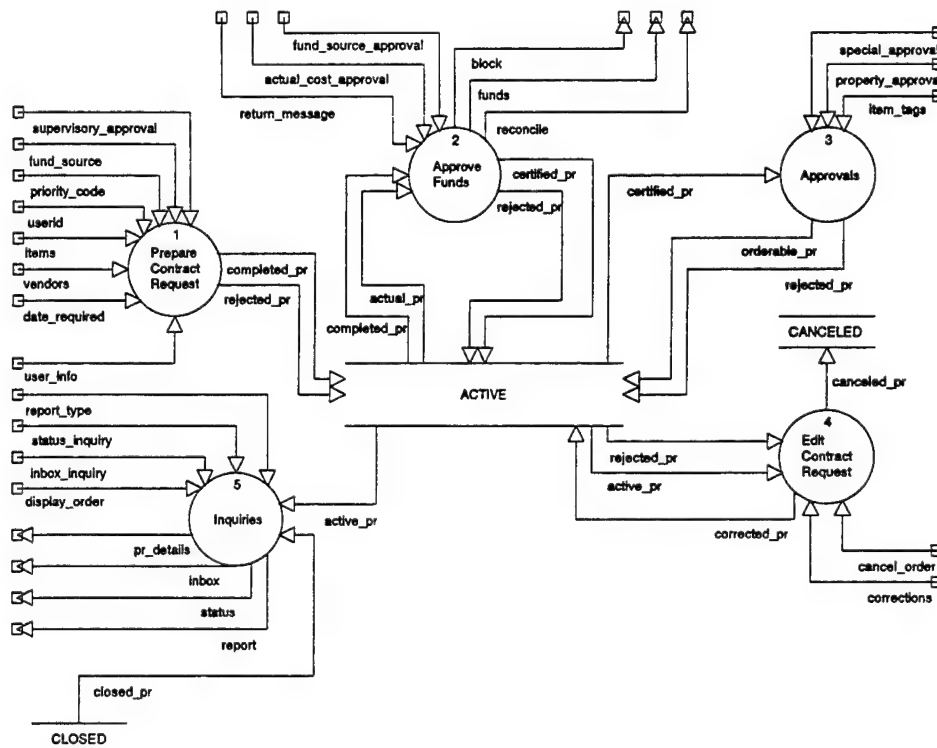 fund_source_approval
actual_cost_approval
return_message
block
funds
reconcile
special_approval
property_approval
item_tags
supervisory_approval
fund_source
priority_code
userid
items
vendors
date_required
user_info
1
Prepare
Contract
Request
completed_pr
rejected_pr
2
Approve
Funds
certified_pr
rejected_pr
actual_pr
completed_pr
3
Approvals
certified_pr
orderable_pr
rejected_pr
CANCELED
canceled_pr
ACTIVE
4
Edit
Contract
Request
rejected_pr
active_pr
corrected_pr
cancel_order
corrections
report_type
status_inquiry
inbox_inquiry
display_order
5
Inquiries
active_pr
pr_details
inbox
status
report
closed_pr
CLOSED